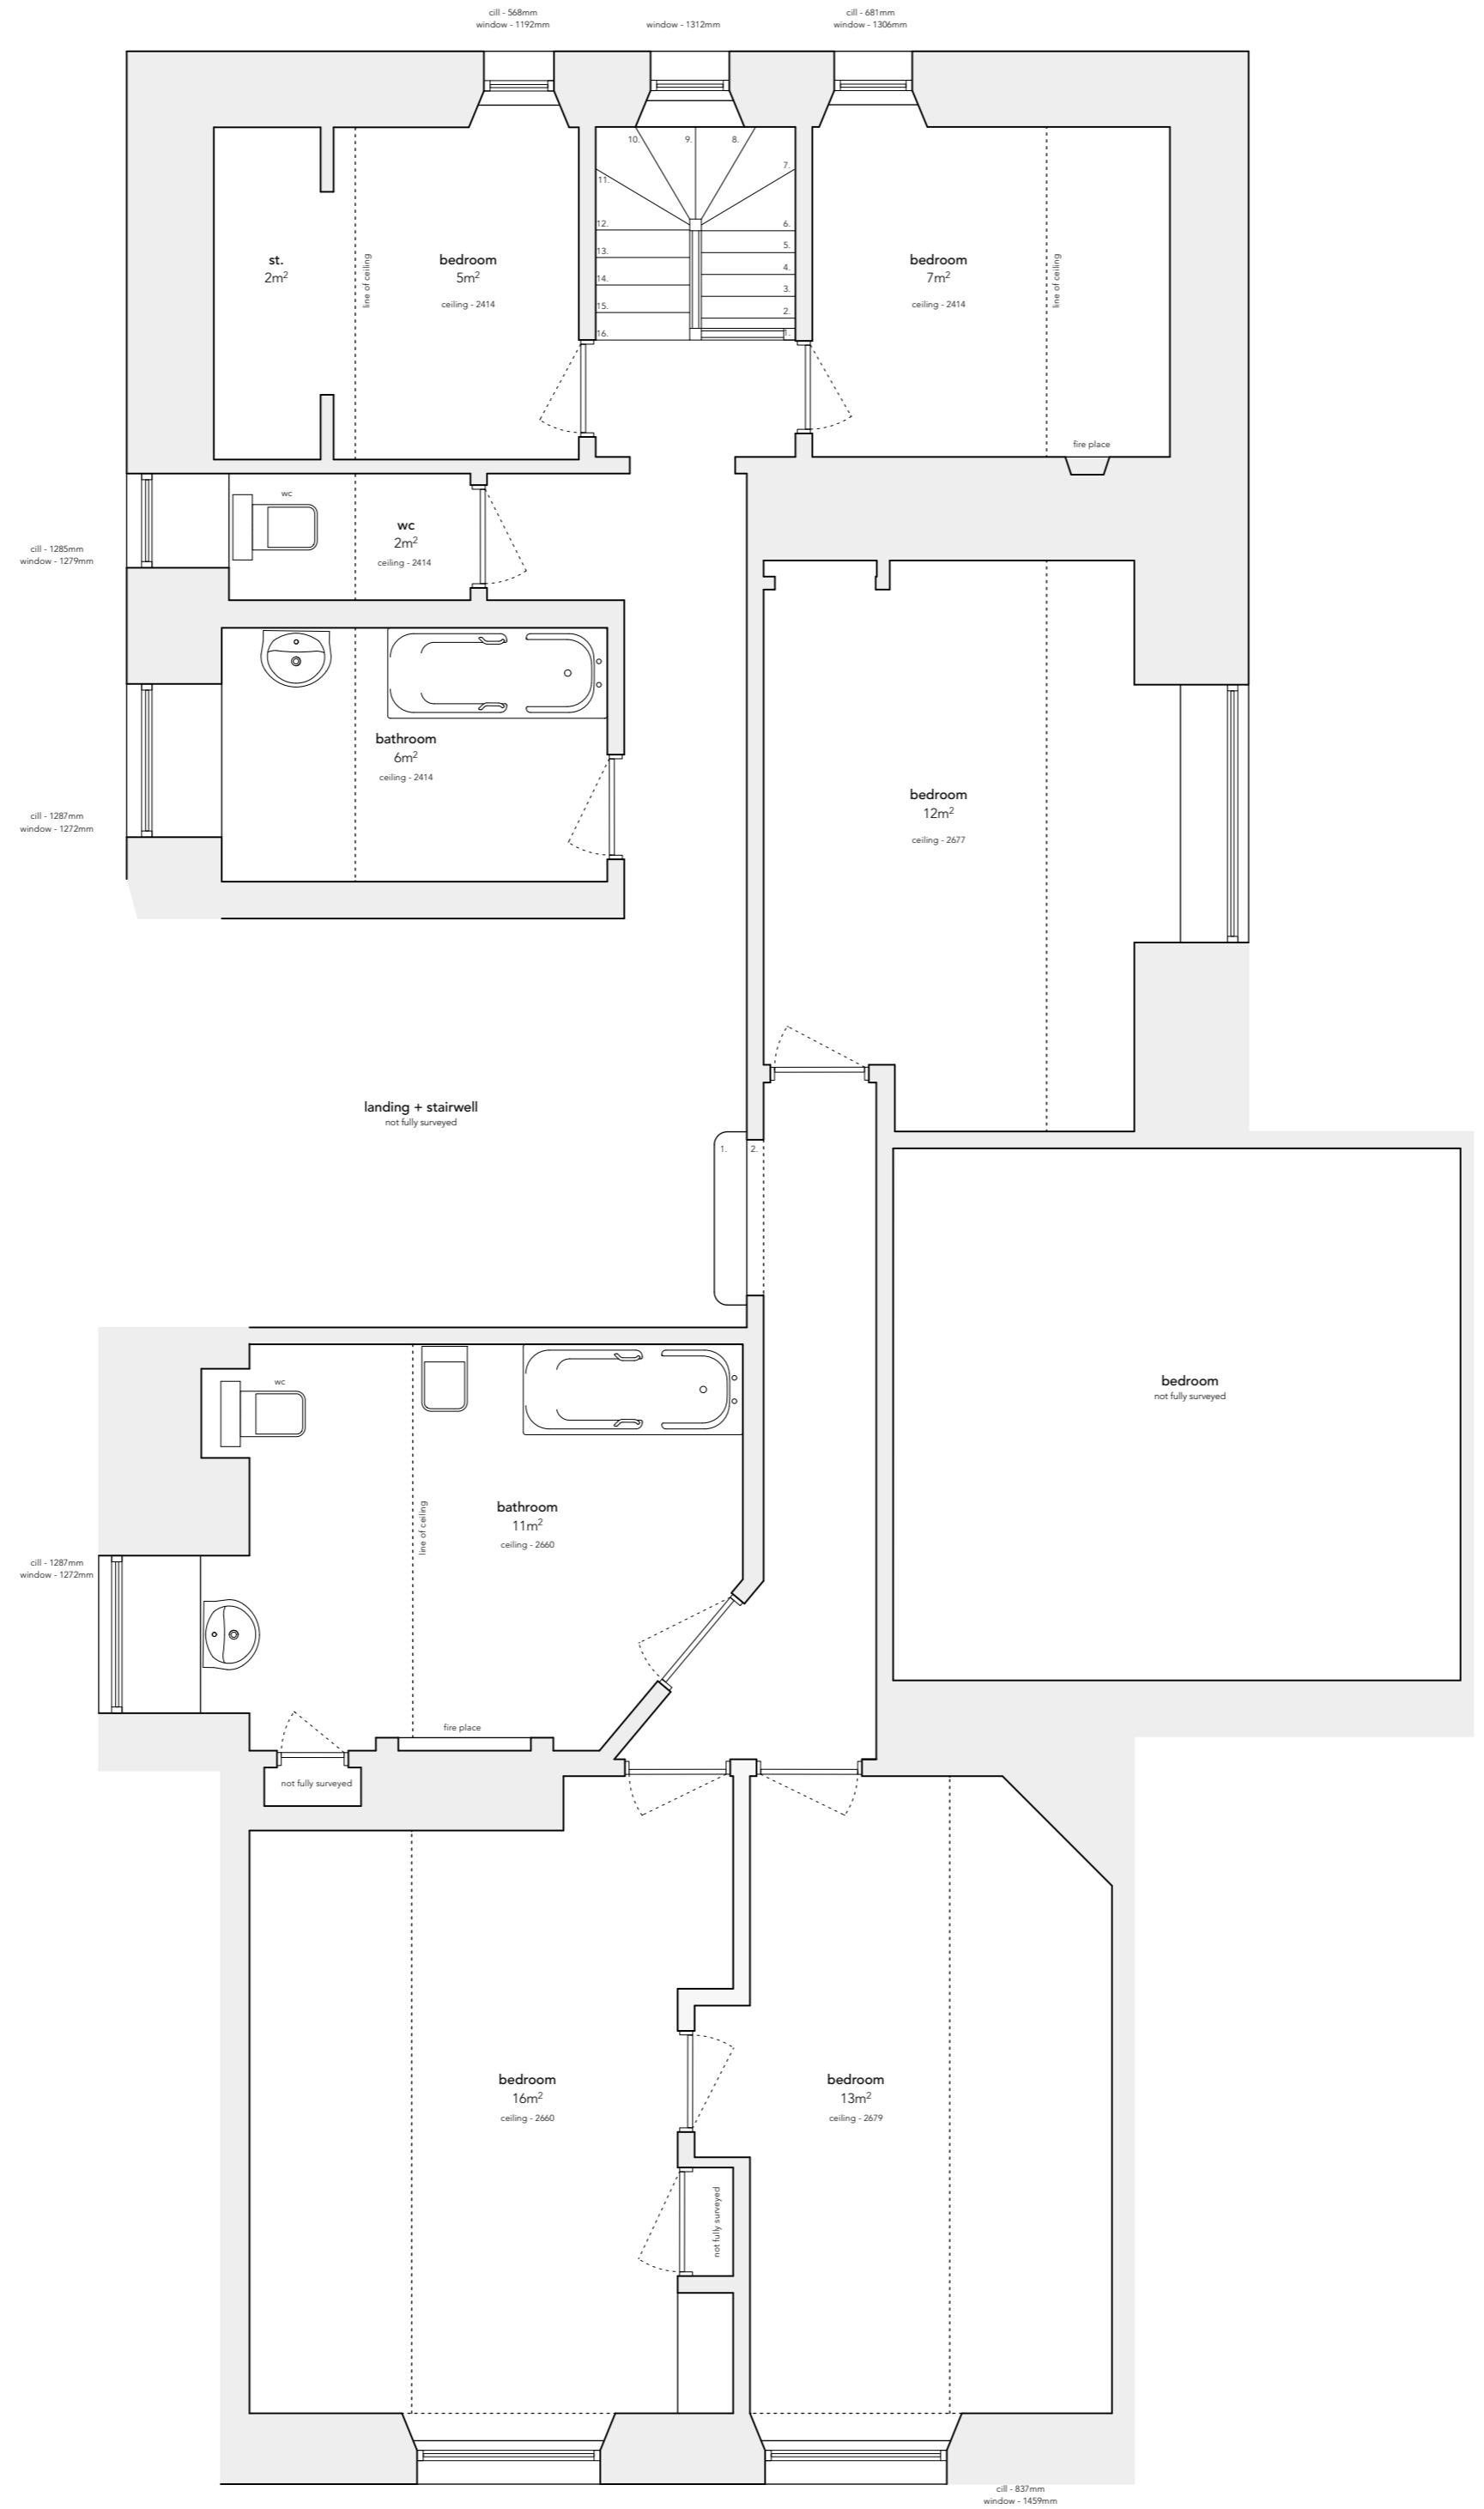 cill - 568mm
window - 1192mm
window - 1312mm
cill - 681mm
window - 1306mm
10.
9.
8.
7.
11.
12.
6.
13.
5.
14.
4.
3.
15.
2.
16.
1.
st.
2m²
line of ceiling
bedroom
5m²
ceiling - 2414
bedroom
7m²
ceiling - 2414
line of ceiling
fire place
wc
wc
2m²
ceiling - 2414
cill - 1285mm
window - 1279mm
bathroom
6m²
ceiling - 2414
cill - 1287mm
window - 1272mm
bedroom
12m²
ceiling - 2677
landing + stairwell
not fully surveyed
1.
2.
bedroom
not fully surveyed
wc
line of ceiling
bathroom
11m²
ceiling - 2660
cill - 1287mm
window - 1272mm
fire place
not fully surveyed
bedroom
16m²
ceiling - 2660
bedroom
13m²
ceiling - 2679
not fully surveyed
cill - 837mm
window - 1459mm